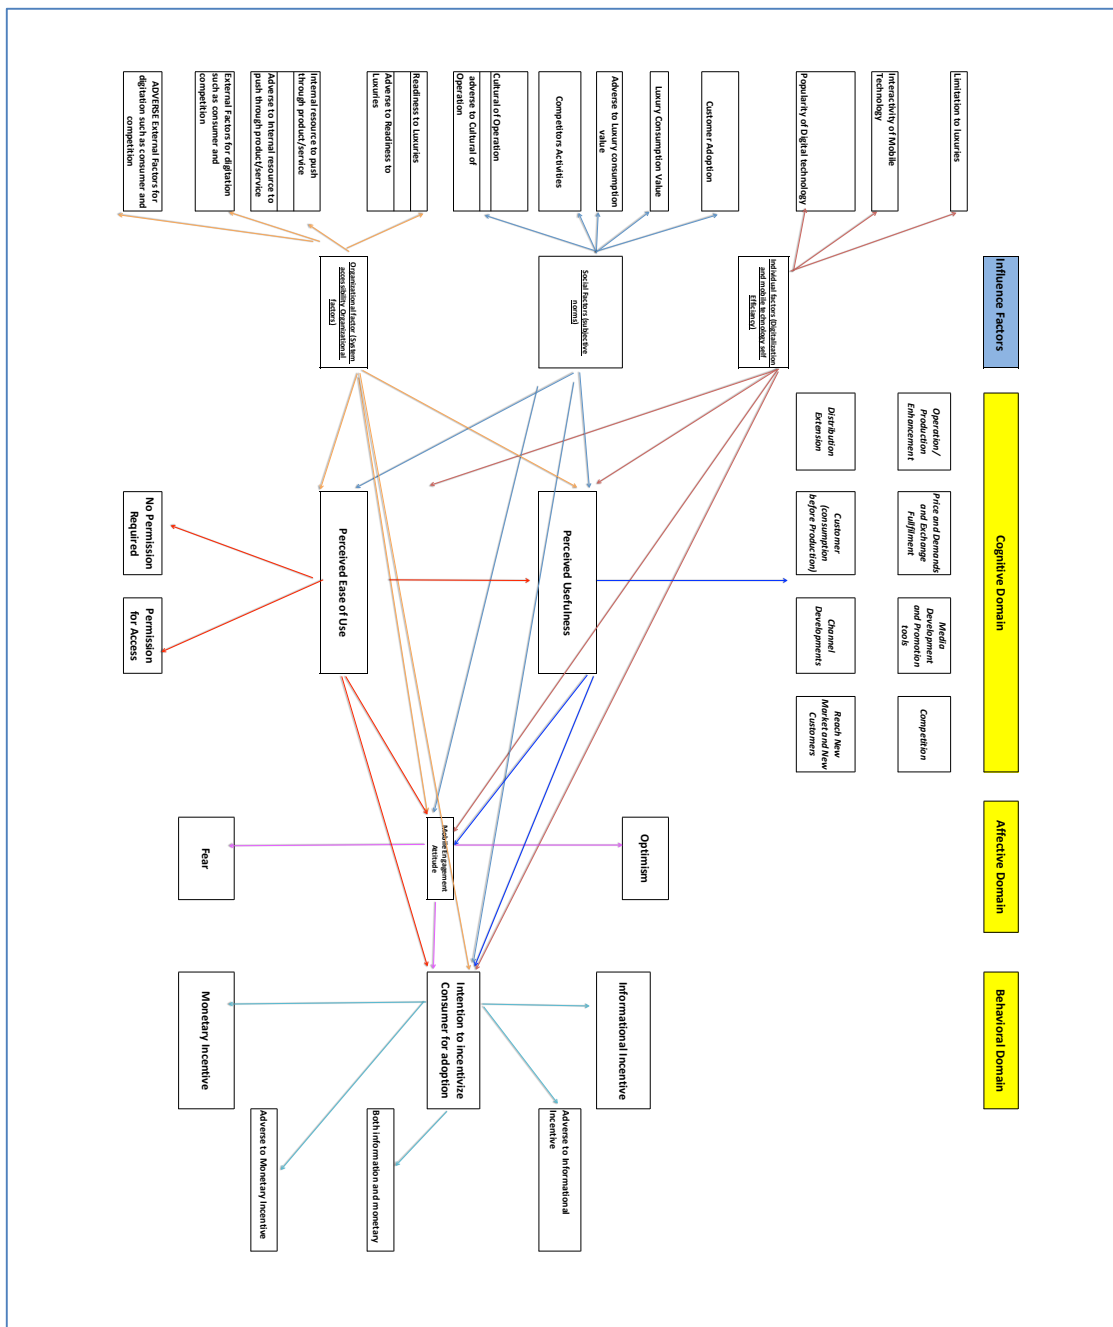 Influence Factors
Cognitive Domain
Affective Domain
Behavioral Domain
Limitation to luxuries
Interactivity of Mobile
Technology
Popularity of Digital technology
Operation/
Production
Enhancement
Price and Demands
and Exchange
Fullfilment
Media
Development
and Promotion
tools
Competition
Distribution
Extension
Customer
(consumption
before Production)
Channel
Developments
Reach New
Market and New
Customers
Individual factors (Digitalization
and mobile technology self
Efficiancy)
Customer Adoption
Luxury Consumption Value
Adverse to Luxury consumption
value
Competitors Activities
Cultural of Operation
adverse to Cultural of
Operation
Social Factors (subjective
norms)
Perceived Usefulness
Optimism
Informational Incentive
Adverse to Informational
Incentive
Readiness to Luxuries
Adverse to Readiness to
Luxuries
Mobile Engagement
Attitude
Intention to incentivize
Consumer for adoption
Both information and monetary
Internal resource to push
through product/service
Adverse to Internal resource to
push through product/service
External Factors for digitation
such as consumer and
competition
ADVERSE External Factors for
digitation such as consumer and
competition
Organizational factor (System
accessibility Organizational
factors)
Perceived Ease of Use
No Permission
Required
Permission
for Access
Fear
Monetary Incentive
Adverse to Monetary Incentive